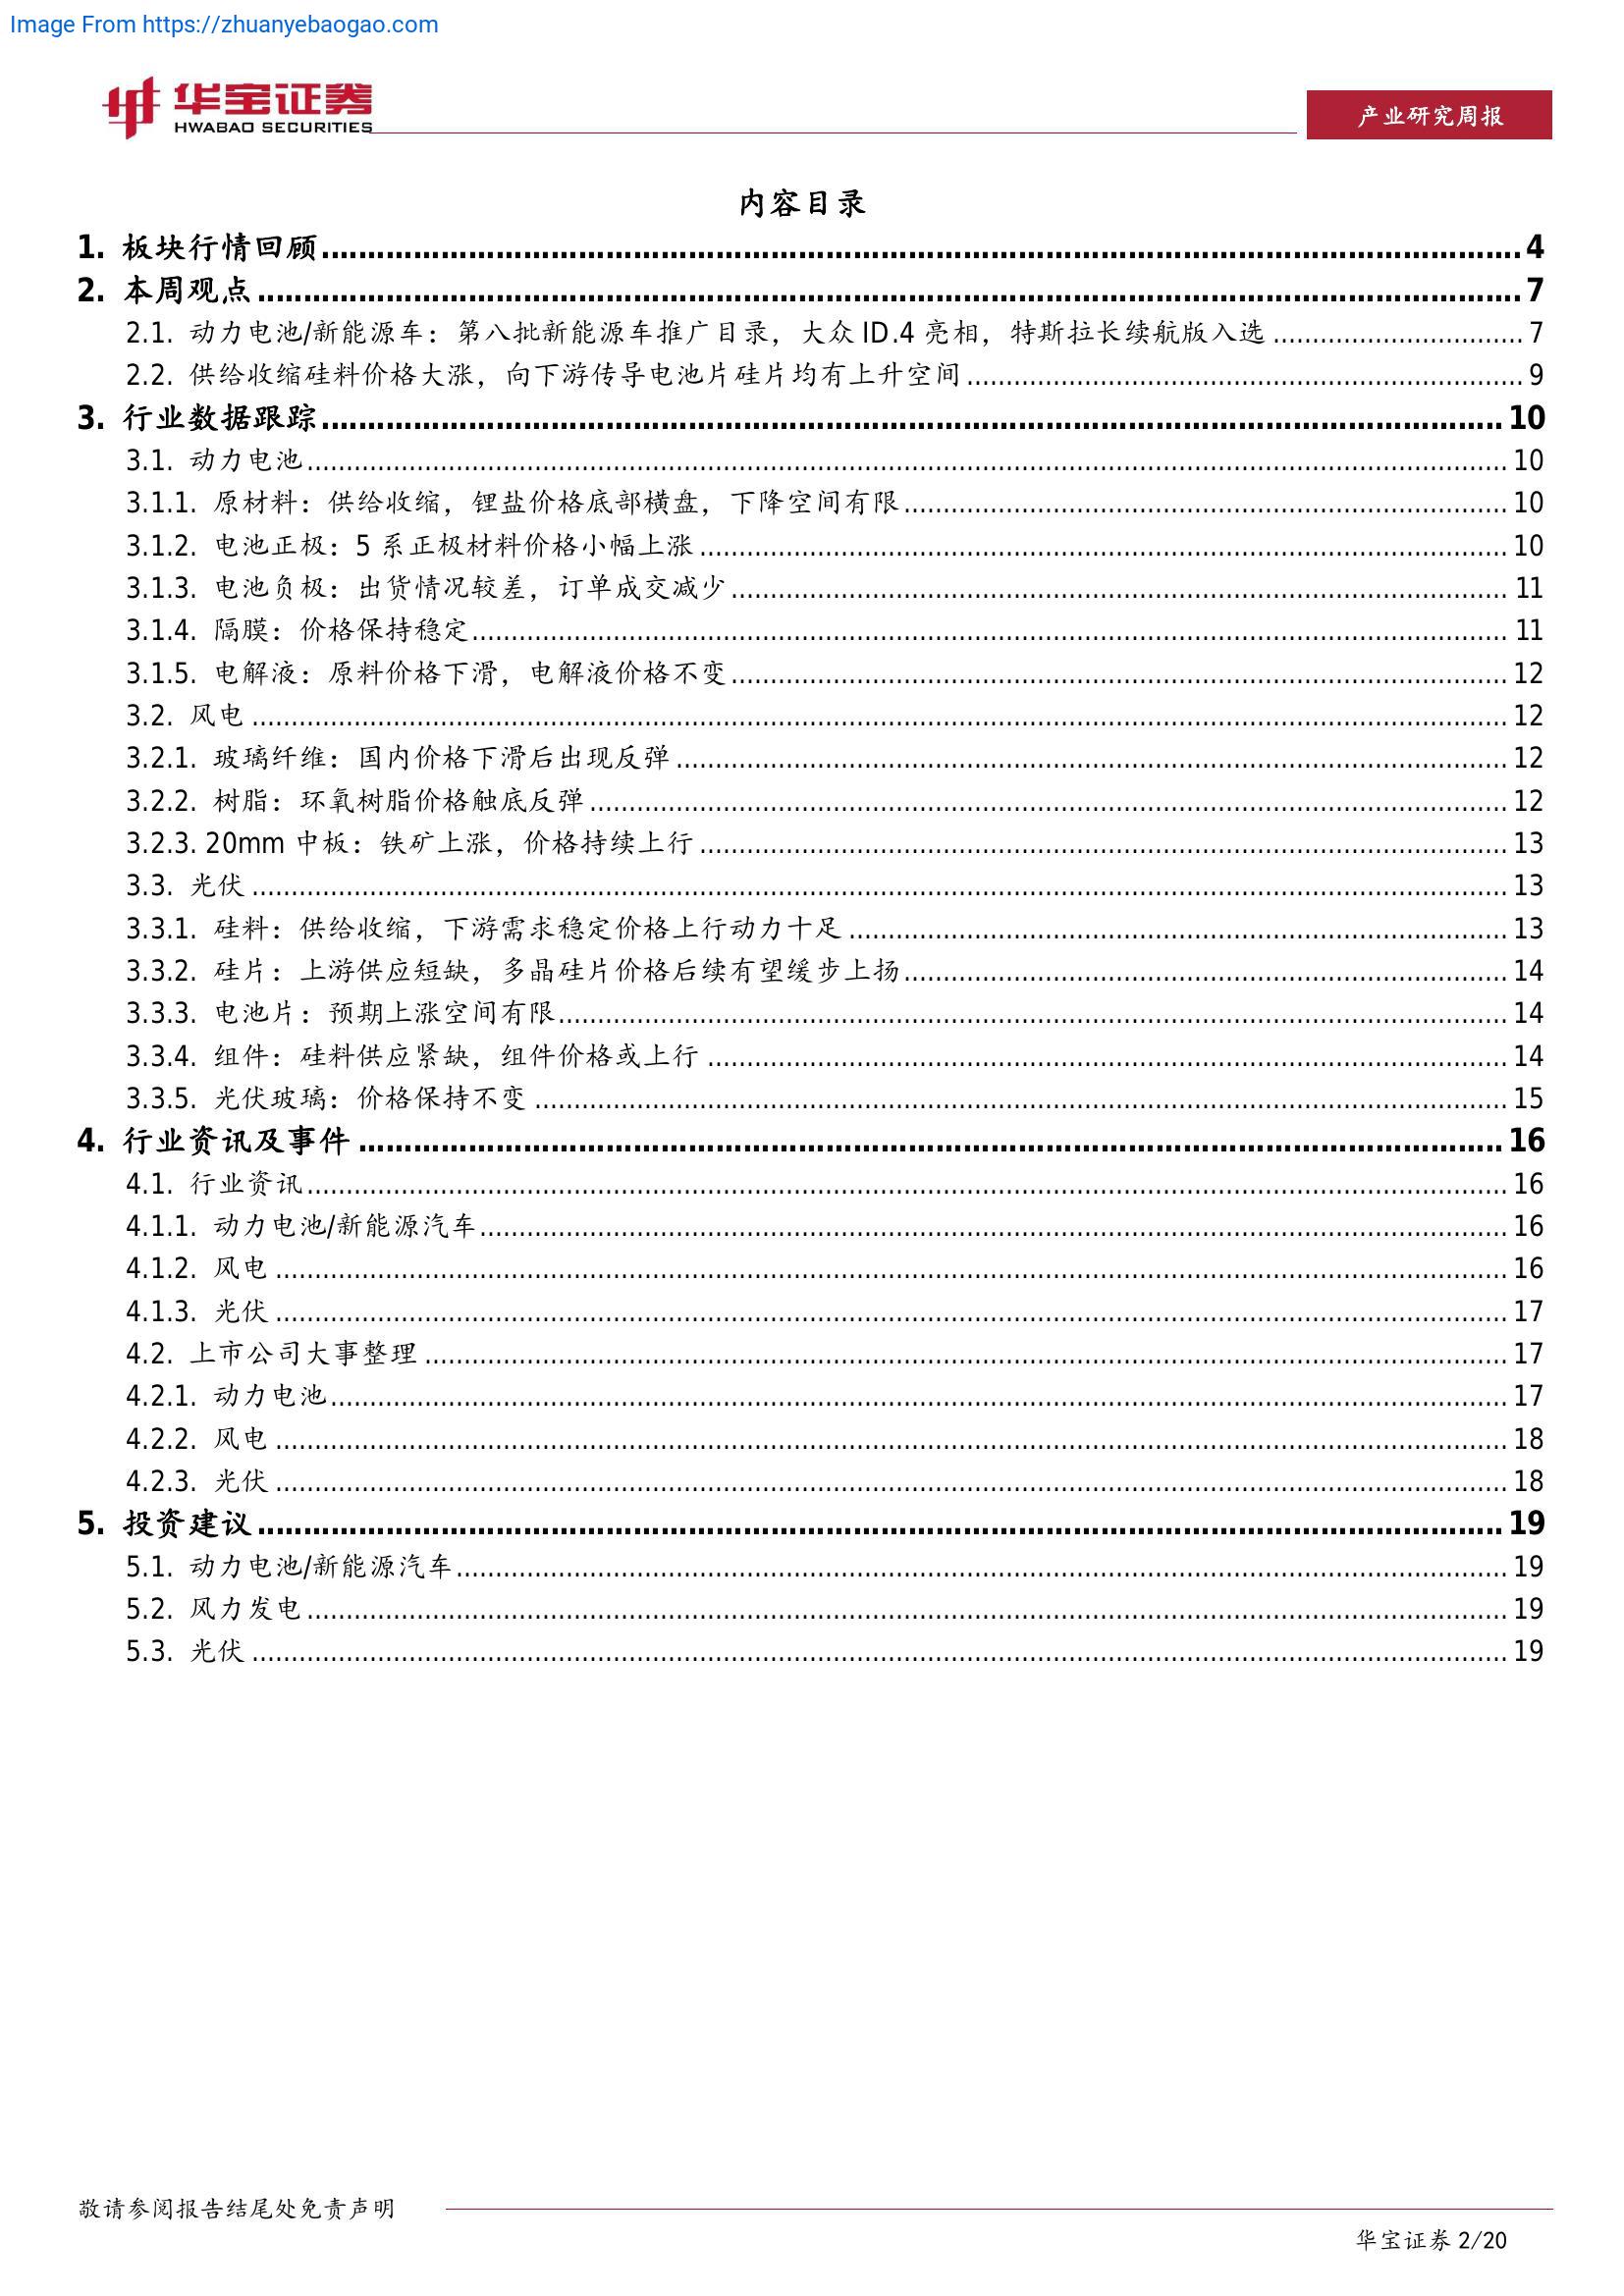 Image From https://zhuanyebaogao.com
华宝证券
HWABAO SECURITIES
产业研究周报
内容目录
1. 板块行情回顾 4
2. 本周观点 7
2.1. 动力电池/新能源车：第八批新能源车推广目录，大众 ID.4 亮相，特斯拉长续航版入选 7
2.2. 供给收缩硅料价格大涨，向下游传导电池片硅片均有上升空间 9
3. 行业数据跟踪 10
3.1. 动力电池 10
3.1.1. 原材料：供给收缩，锂盐价格底部横盘，下降空间有限 10
3.1.2. 电池正极：5 系正极材料价格小幅上涨 10
3.1.3. 电池负极：出货情况较差，订单成交减少 11
3.1.4. 隔膜：价格保持稳定 11
3.1.5. 电解液：原料价格下滑，电解液价格不变 12
3.2. 风电 12
3.2.1. 玻璃纤维：国内价格下滑后出现反弹 12
3.2.2. 树脂：环氧树脂价格触底反弹 12
3.2.3. 20mm 中板：铁矿上涨，价格持续上行 13
3.3. 光伏 13
3.3.1. 硅料：供给收缩，下游需求稳定价格上行动力十足 13
3.3.2. 硅片：上游供应短缺，多晶硅片价格后续有望缓步上扬 14
3.3.3. 电池片：预期上涨空间有限 14
3.3.4. 组件：硅料供应紧缺，组件价格或上行 14
3.3.5. 光伏玻璃：价格保持不变 15
4. 行业资讯及事件 16
4.1. 行业资讯 16
4.1.1. 动力电池/新能源汽车 16
4.1.2. 风电 16
4.1.3. 光伏 17
4.2. 上市公司大事整理 17
4.2.1. 动力电池 17
4.2.2. 风电 18
4.2.3. 光伏 18
5. 投资建议 19
5.1. 动力电池/新能源汽车 19
5.2. 风力发电 19
5.3. 光伏 19
敬请参阅报告结尾处免责声明
华宝证券 2/20